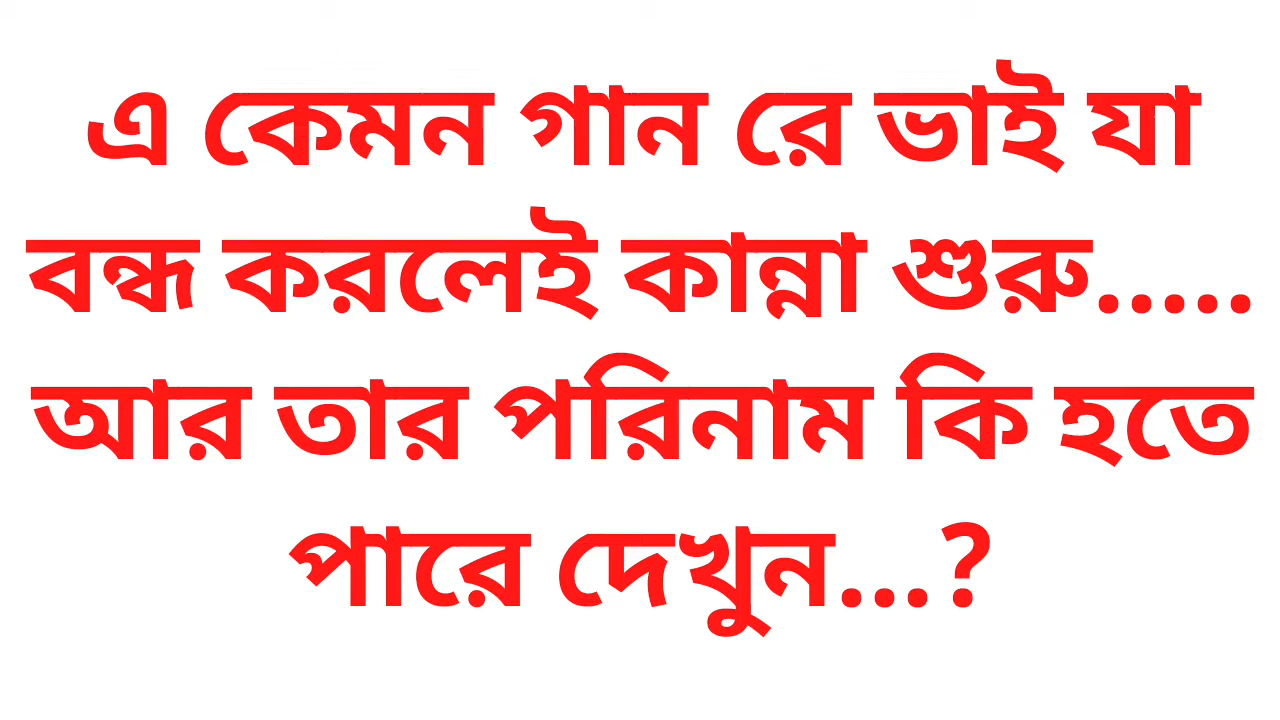 এ কেমন গান রে ভাই যা
বন্ধ করলেই কান্না শুরু.....
আর তার পরিনাম কি হতে
পারে দেখুন...?